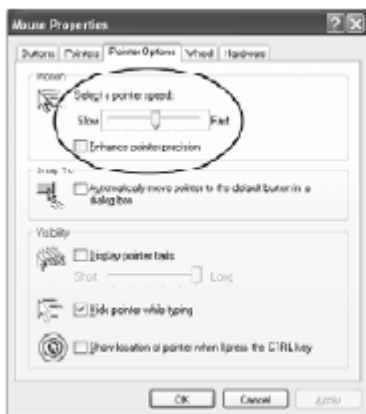 Mouse Properties
Buttons Pointers Pointer Options Wheel Hardware
Motion
Select a pointer speed:
Slow Fast
Enhance pointer precision
Snap To
Automatically move pointer to the default button in a
dialog box
Visibility
Display pointer trails
Short Long
Hide pointer while typing
Show location of pointer when I press the CTRL key
OK Cancel Apply